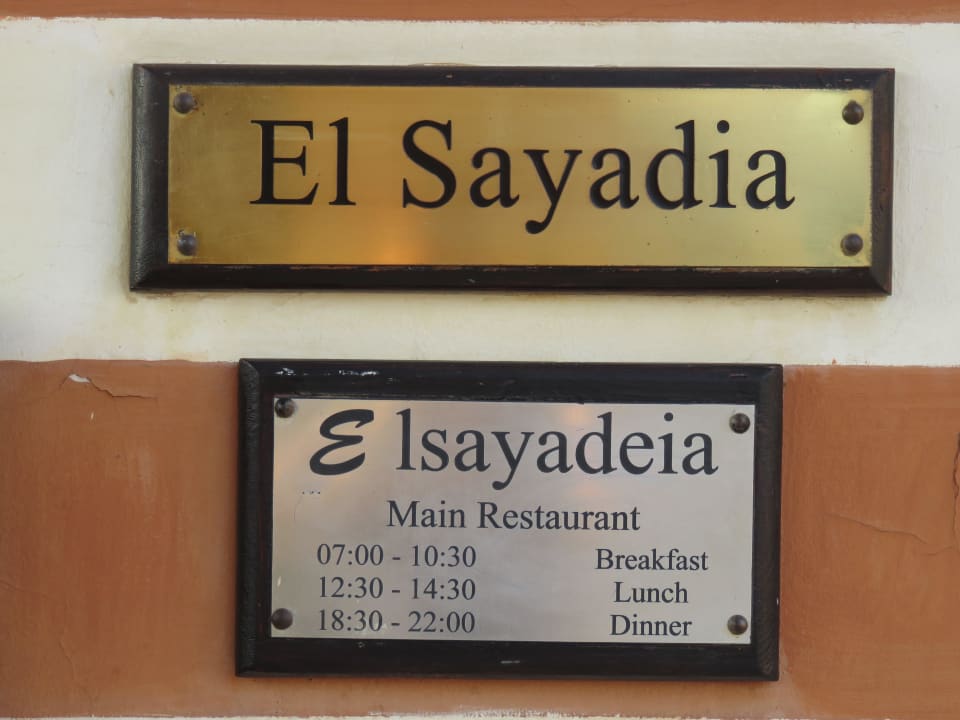 El Sayadia
Elsayadeia
Main Restaurant
07:00 - 10:30 Breakfast
12:30 - 14:30 Lunch
18:30 - 22:00 Dinner